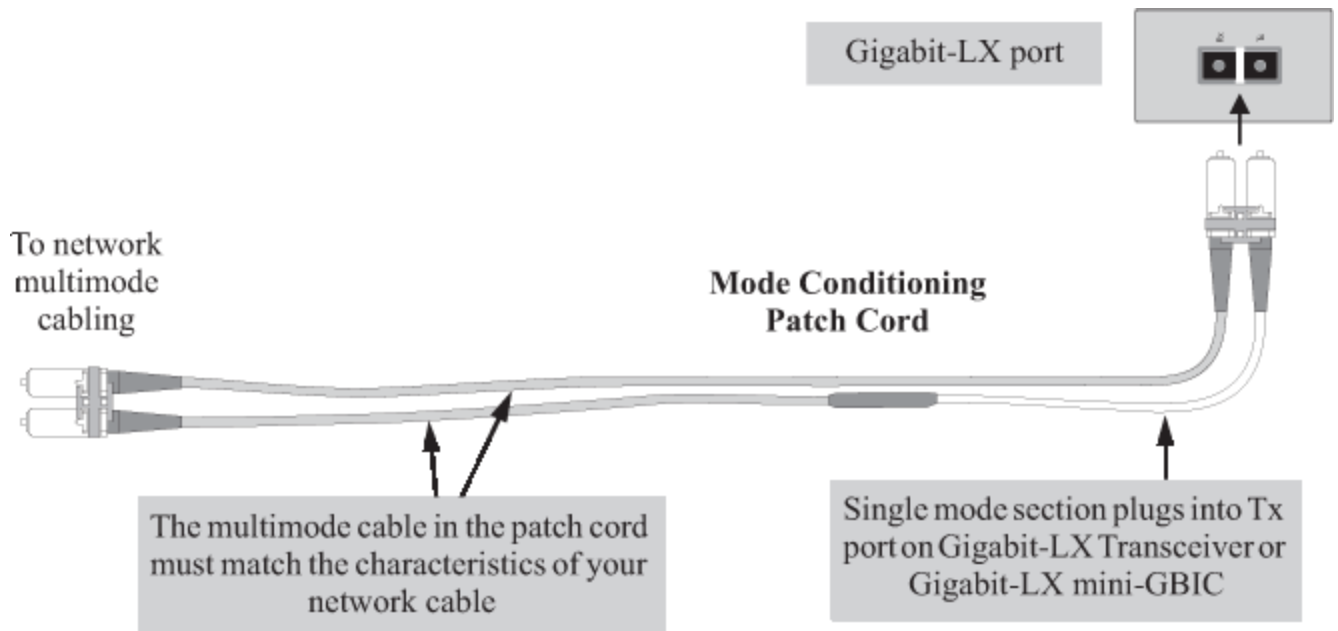 Gigabit-LX port
To network
multimode
cabling
Mode Conditioning
Patch Cord
The multimode cable in the patch cord
must match the characteristics of your
network cable
Single mode section plugs into Tx
port on Gigabit-LX Transceiver or
Gigabit-LX mini-GBIC